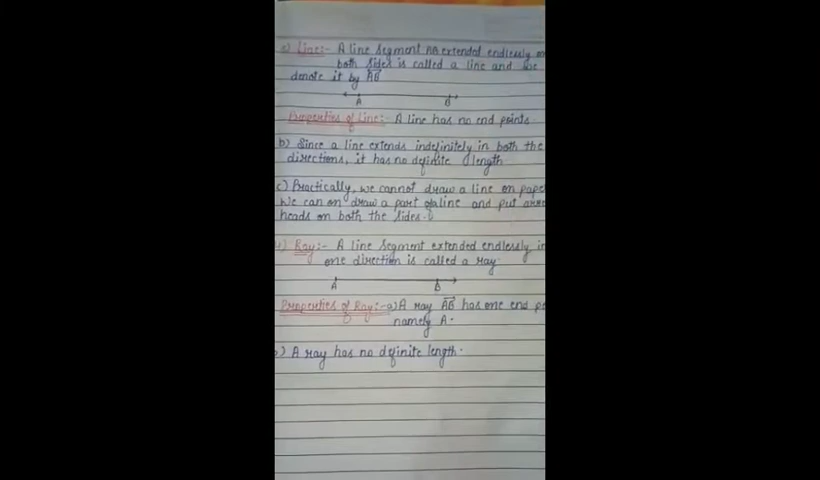 Line:- A line segment AB extended endlessly on
both sides is called a line and we
denote it by AB
A B
Properties of Line:- A line has no end points.
b) Since a line extends indefinitely in both the
directions, it has no definite length
c) Practically, we cannot draw a line on pape
We can on draw a part of a line and put arr
heads on both the sides.
Ray:- A line segment extended endlessly in
one direction is called a ray
A B
Properties of Ray:- a) A ray AB has one end po
namely A.
) A ray has no definite length.